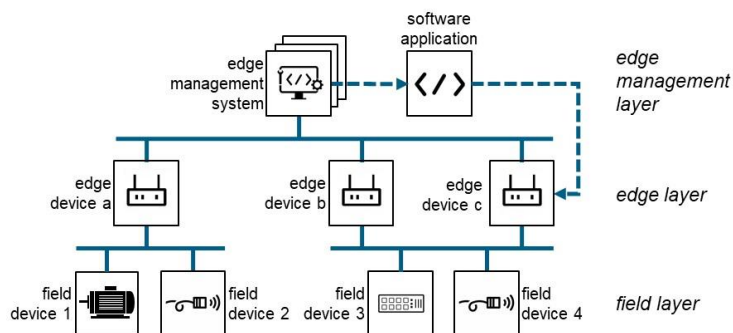 software
application
edge
management
system
edge
management
layer
edge
device a
edge
device b
edge
device c
edge layer
field
device 1
field
device 2
field
device 3
field
device 4
field layer